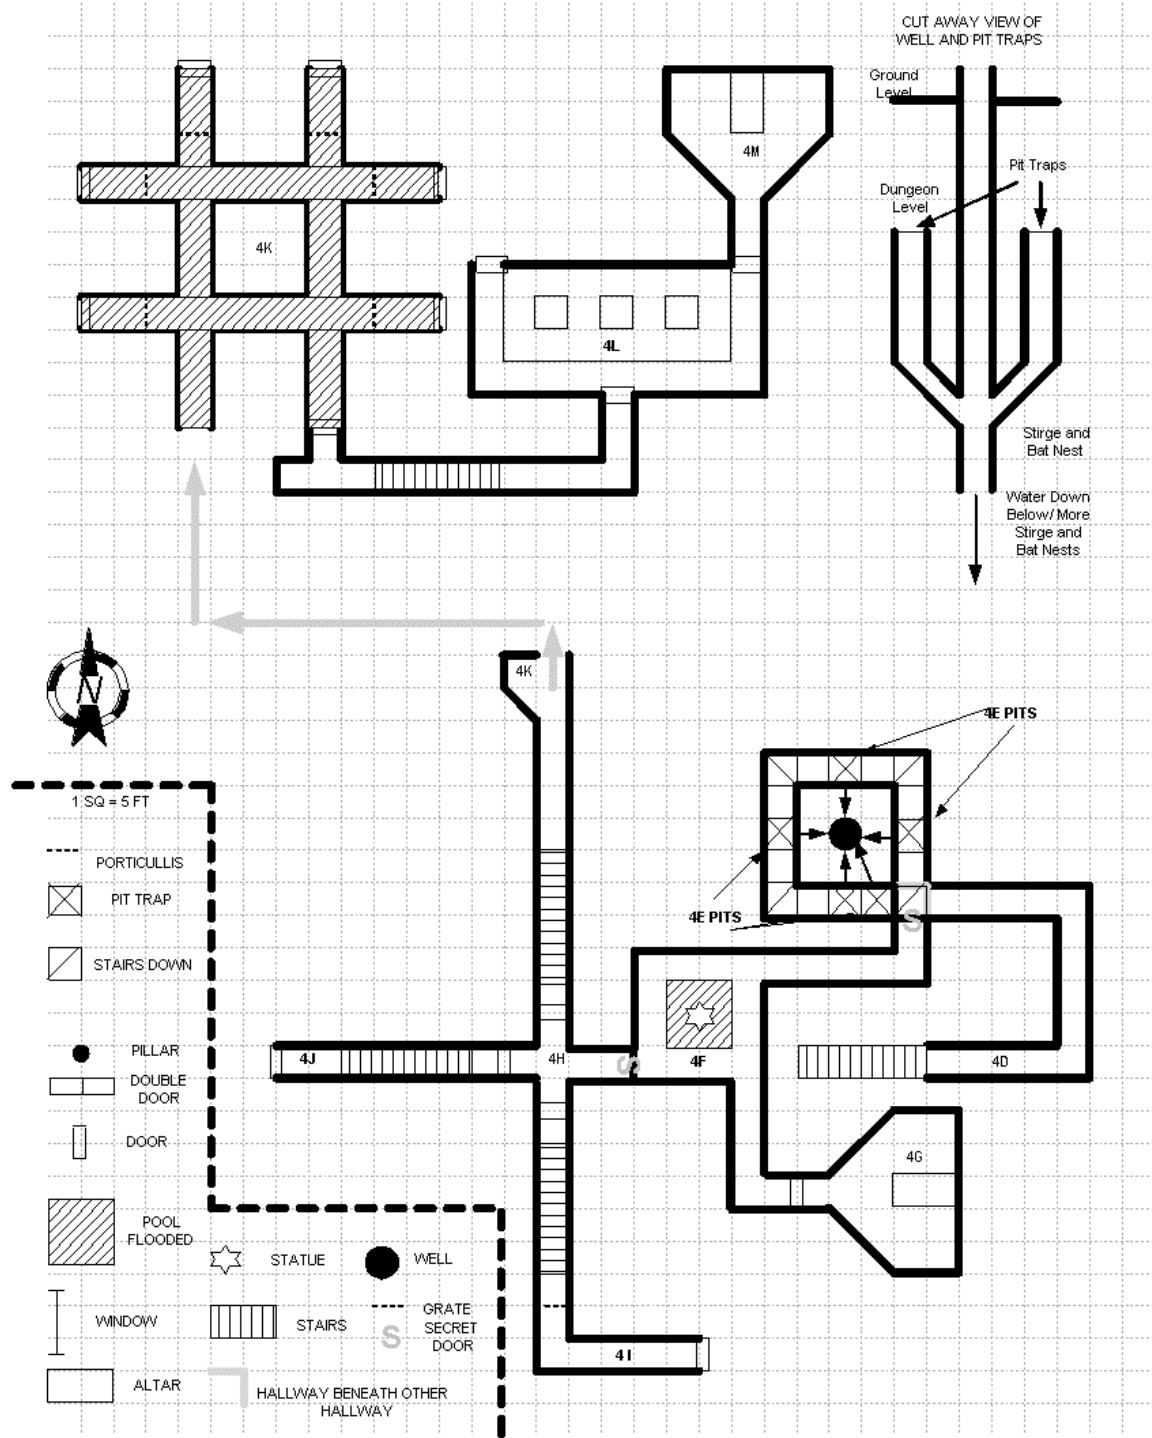 CUT AWAY VIEW OF
WELL AND PIT TRAPS
Ground
Level
Pit Traps
Dungeon
Level
4M
4K
4L
Stirge and
Bat Nest
Water Down
Below/ More
Stirge and
Bat Nests
N
4K
4E PITS
4E PITS
S
4J
4H
S
4F
4D
4G
4I
1 SQ = 5 FT
PORTICULLIS
PIT TRAP
STAIRS DOWN
PILLAR
DOUBLE
DOOR
DOOR
POOL
FLOODED
STATUE
WELL
WINDOW
STAIRS
GRATE
S
SECRET
DOOR
ALTAR
HALLWAY BENEATH OTHER
HALLWAY